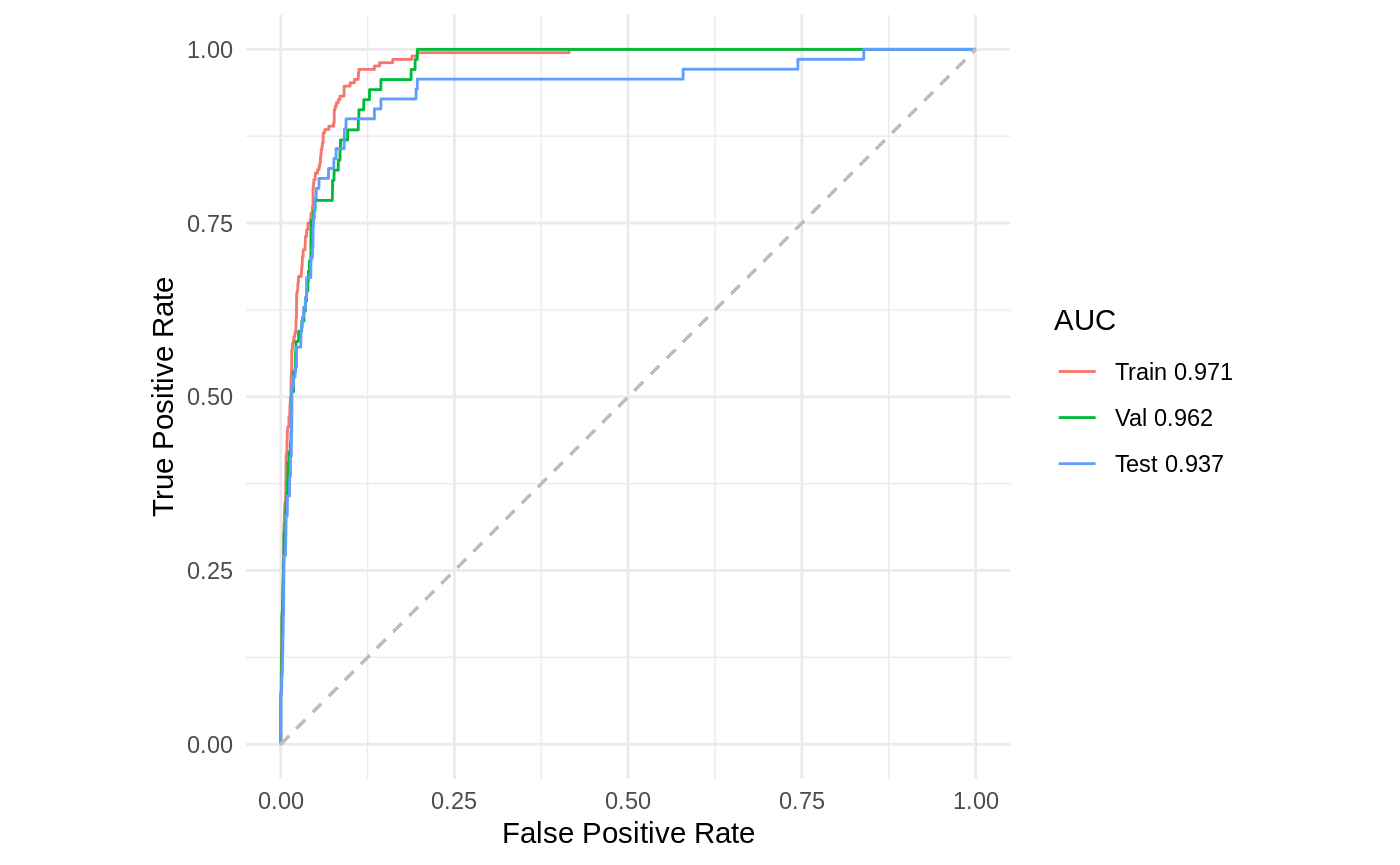 1.00
0.75
0.50
0.25
0.00
True Positive Rate
0.00 0.25 0.50 0.75 1.00
False Positive Rate
AUC
Train 0.971
Val 0.962
Test 0.937